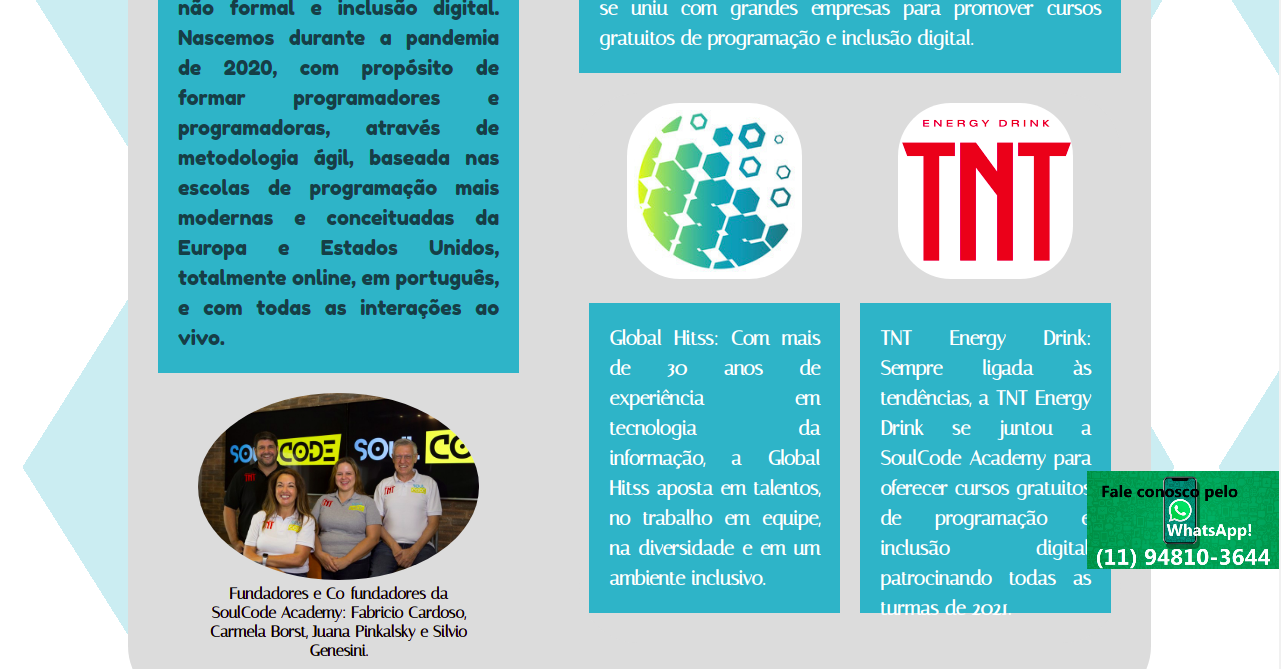 não formal e inclusão digital.
Nascemos durante a pandemia
de 2020, com propósito de
formar programadores e
programadoras, através de
metodologia ágil, baseada nas
escolas de programação mais
modernas e conceituadas da
Europa e Estados Unidos,
totalmente online, em português,
e com todas as interações ao
vivo.
SOUL CODE SOUL CO
TNT
TNT
Fundadores e Co fundadores da
SoulCode Academy: Fabricio Cardoso,
Carmela Borst, Juana Pinkalsky e Silvio
Genesini.
se uniu com grandes empresas para promover cursos
gratuitos de programação e inclusão digital.
ENERGY DRINK
TNT
Global Hitss: Com mais
de 30 anos de
experiência em
tecnologia da
informação, a Global
Hitss aposta em talentos,
no trabalho em equipe,
na diversidade e em um
ambiente inclusivo.
TNT Energy Drink:
Sempre ligada às
tendências, a TNT Energy
Drink se juntou a
SoulCode Academy para
oferecer cursos gratuitos
de programação e
inclusão digital
patrocinando todas as
turmas de 2021.
Fale conosco pelo
WhatsApp!
(11) 94810-3644